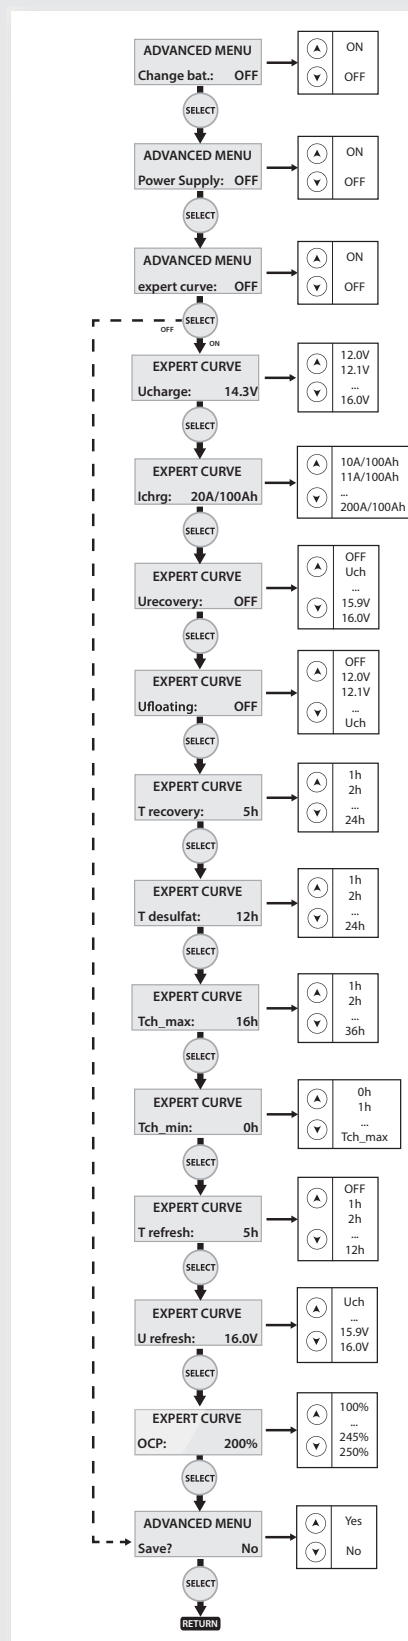 ADVANCED MENU
Change bat.: OFF
ON
OFF
SELECT
ADVANCED MENU
Power Supply: OFF
ON
OFF
SELECT
ADVANCED MENU
expert curve: OFF
ON
OFF
OFF
SELECT
ON
EXPERT CURVE
Ucharge: 14.3V
12.0V
12.1V
...
16.0V
SELECT
EXPERT CURVE
Ichrg: 20A/100Ah
10A/100Ah
11A/100Ah
...
200A/100Ah
SELECT
EXPERT CURVE
Urecovery: OFF
OFF
Uch
...
15.9V
16.0V
SELECT
EXPERT CURVE
Ufloating: OFF
OFF
12.0V
12.1V
...
Uch
SELECT
EXPERT CURVE
T recovery: 5h
1h
2h
...
24h
SELECT
EXPERT CURVE
T desulfat: 12h
1h
2h
...
24h
SELECT
EXPERT CURVE
Tch_max: 16h
1h
2h
...
36h
SELECT
EXPERT CURVE
Tch_min: 0h
0h
1h
...
Tch_max
SELECT
EXPERT CURVE
T refresh: 5h
OFF
1h
2h
...
12h
SELECT
EXPERT CURVE
U refresh: 16.0V
Uch
...
15.9V
16.0V
SELECT
EXPERT CURVE
OCP: 200%
100%
...
245%
250%
SELECT
ADVANCED MENU
Save? No
Yes
No
SELECT
RETURN